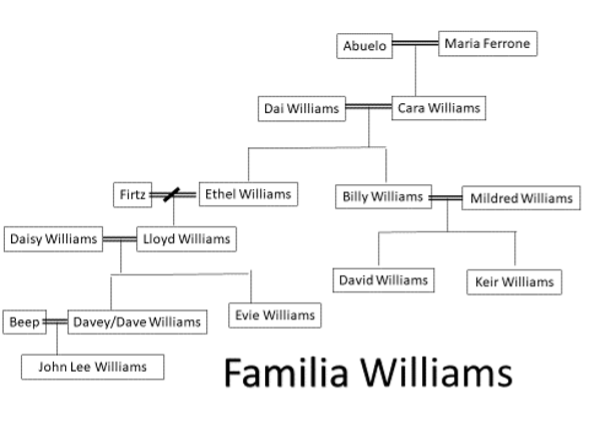 Abuelo
Maria Ferrone
Dai Williams
Cara Williams
Firtz
Ethel Williams
Billy Williams
Mildred Williams
Daisy Williams
Lloyd Williams
David Williams
Keir Williams
Beep
Davey/Dave Williams
Evie Williams
John Lee Williams
Familia Williams